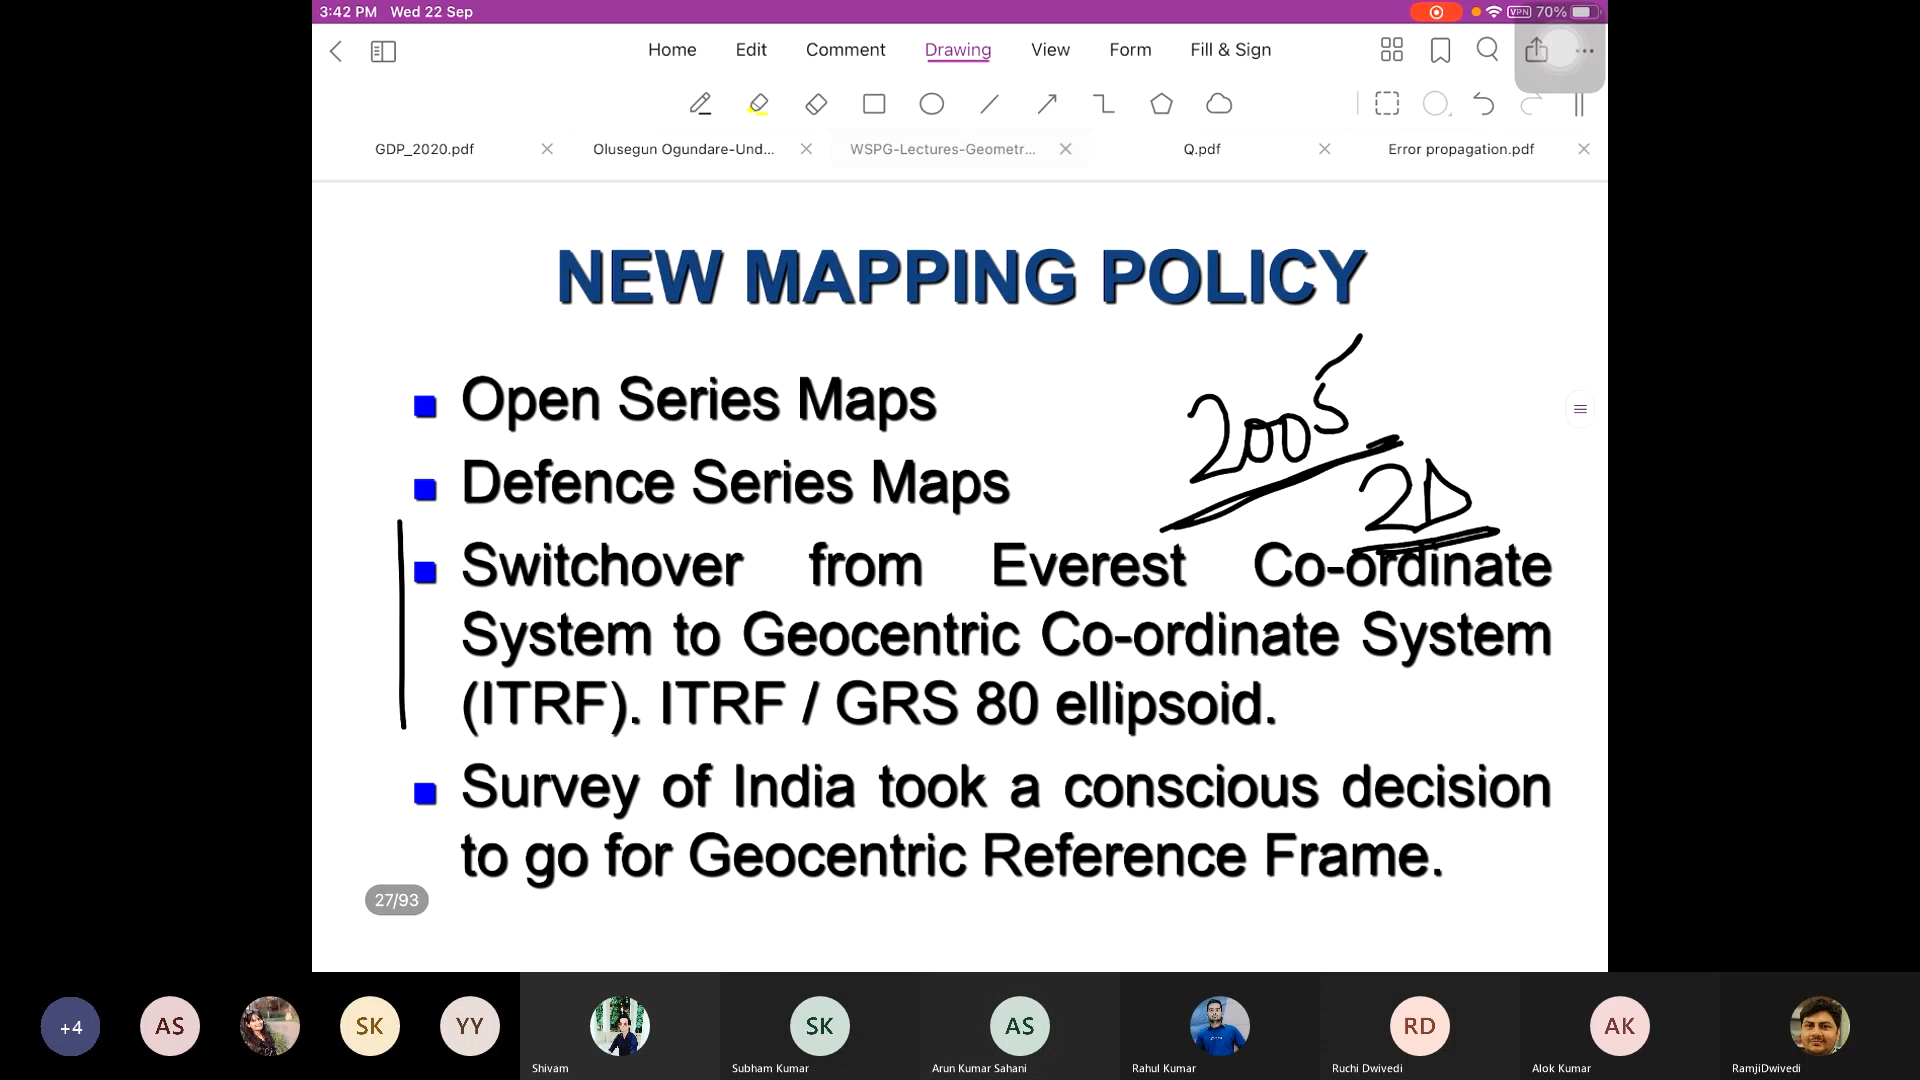 3:42 PM Wed 22 Sep
VPN 70%
Home Edit Comment Drawing View Form Fill & Sign
GDP_2020.pdf
Olusegun Ogundare-Und...
WSPG-Lectures-Geometr...
Q.pdf
Error propagation.pdf
NEW MAPPING POLICY
Open Series Maps
2005
Defence Series Maps
2D
Switchover from Everest Co-ordinate
System to Geocentric Co-ordinate System
(ITRF). ITRF / GRS 80 ellipsoid.
Survey of India took a conscious decision
to go for Geocentric Reference Frame.
27/93
+4 AS SK YY SK AS RD AK
Shivam Subham Kumar Arun Kumar Sahani Rahul Kumar Ruchi Dwivedi Alok Kumar RamjiDwivedi